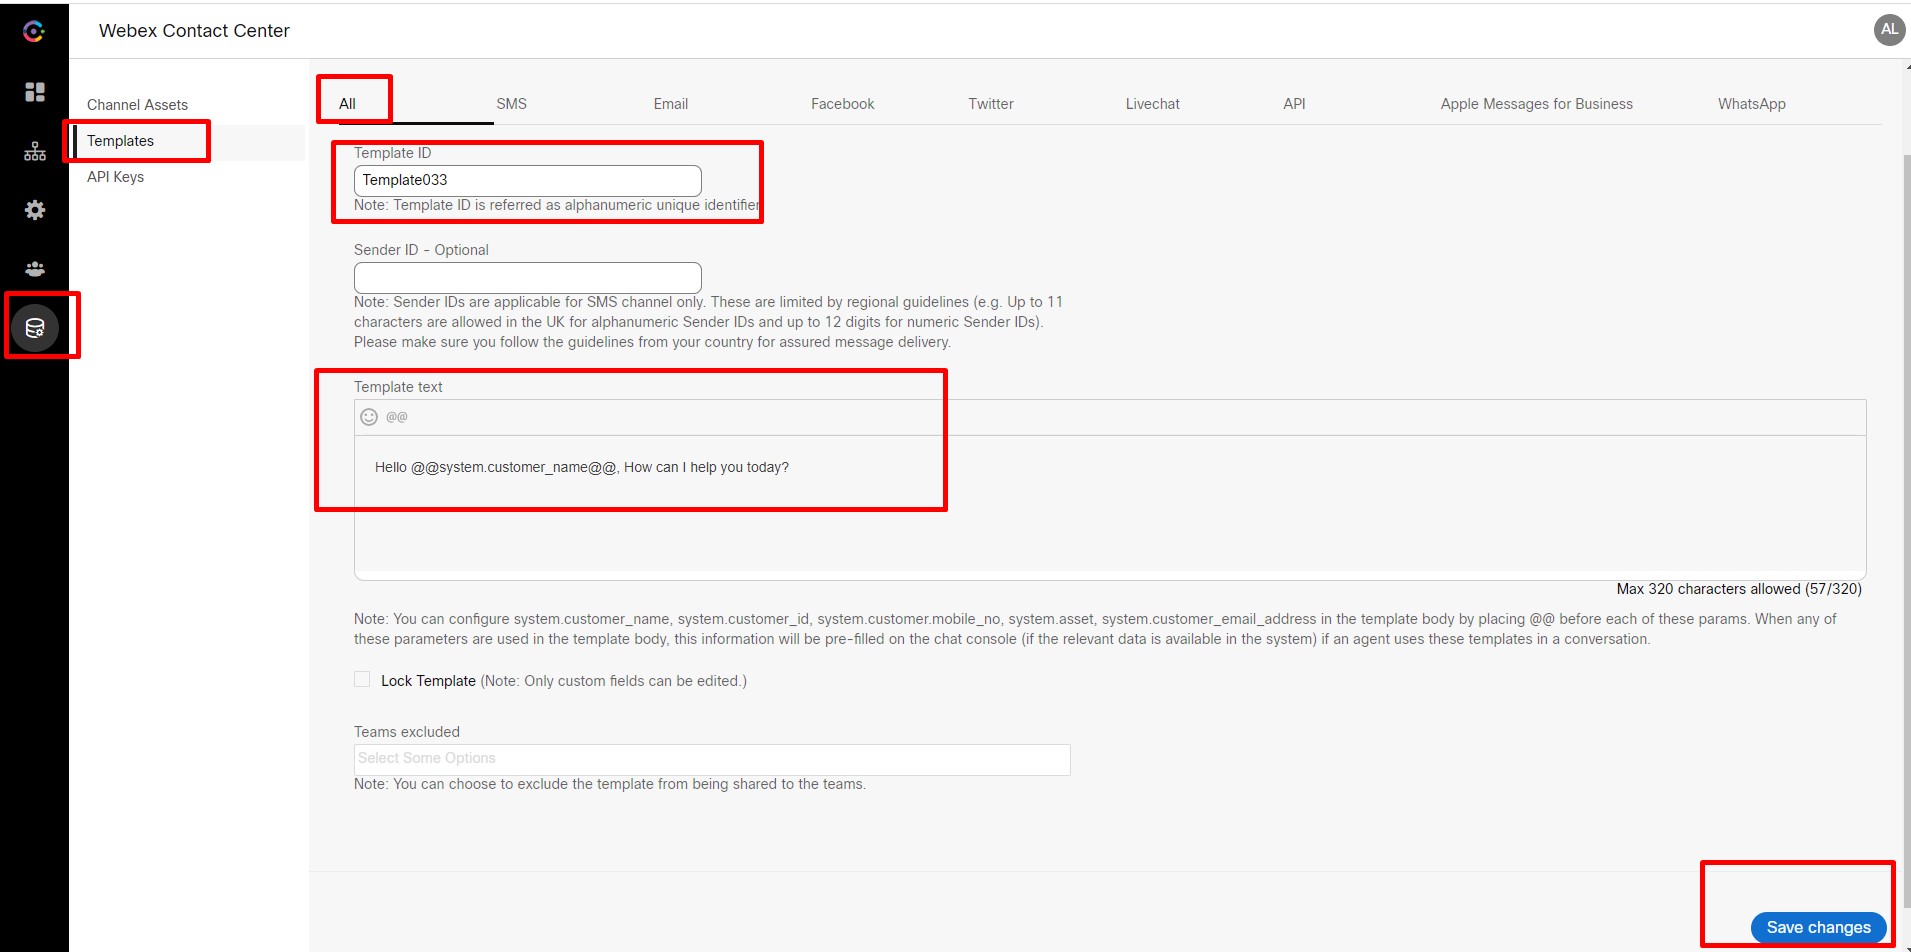 Webex Contact Center
AL
Channel Assets
Templates
API Keys
All
SMS
Email
Facebook
Twitter
Livechat
API
Apple Messages for Business
WhatsApp
Template ID
Template033
Note: Template ID is referred as alphanumeric unique identifier
Sender ID - Optional
Note: Sender IDs are applicable for SMS channel only. These are limited by regional guidelines (e.g. Up to 11
characters are allowed in the UK for alphanumeric Sender IDs and up to 12 digits for numeric Sender IDs).
Please make sure you follow the guidelines from your country for assured message delivery.
Template text
@@
Hello @@system.customer_name@@, How can I help you today?
Max 320 characters allowed (57/320)
Note: You can configure system.customer_name, system.customer_id, system.customer.mobile_no, system.asset, system.customer_email_address in the template body by placing @@ before each of these params. When any of
these parameters are used in the template body, this information will be pre-filled on the chat console (if the relevant data is available in the system) if an agent uses these templates in a conversation.
Lock Template (Note: Only custom fields can be edited.)
Teams excluded
Select Some Options
Note: You can choose to exclude the template from being shared to the teams.
Save changes